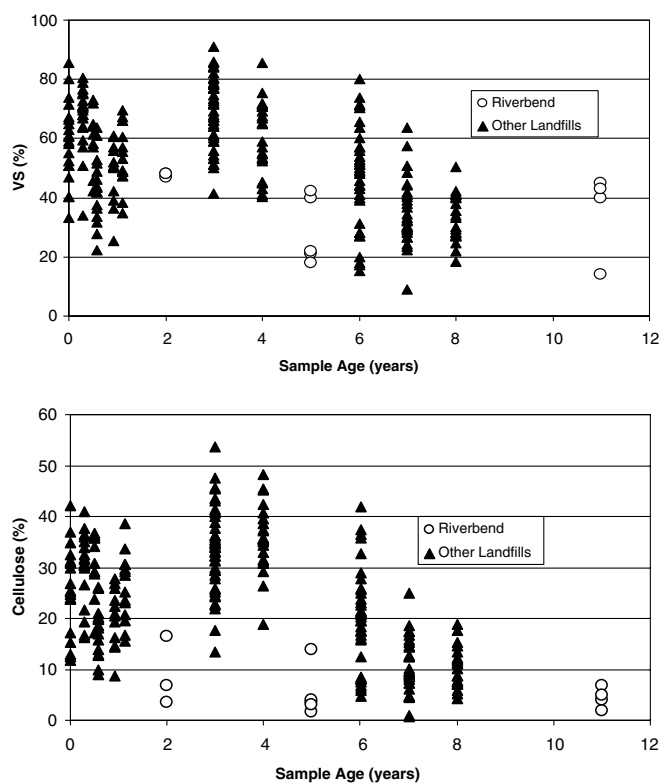 100
80
60
40
20
0
VS (%)
Riverbend
Other Landfills
0 2 4 6 8 10 12
Sample Age (years)
60
50
40
30
20
10
0
Cellulose (%)
Riverbend
Other Landfills
0 2 4 6 8 10 12
Sample Age (years)